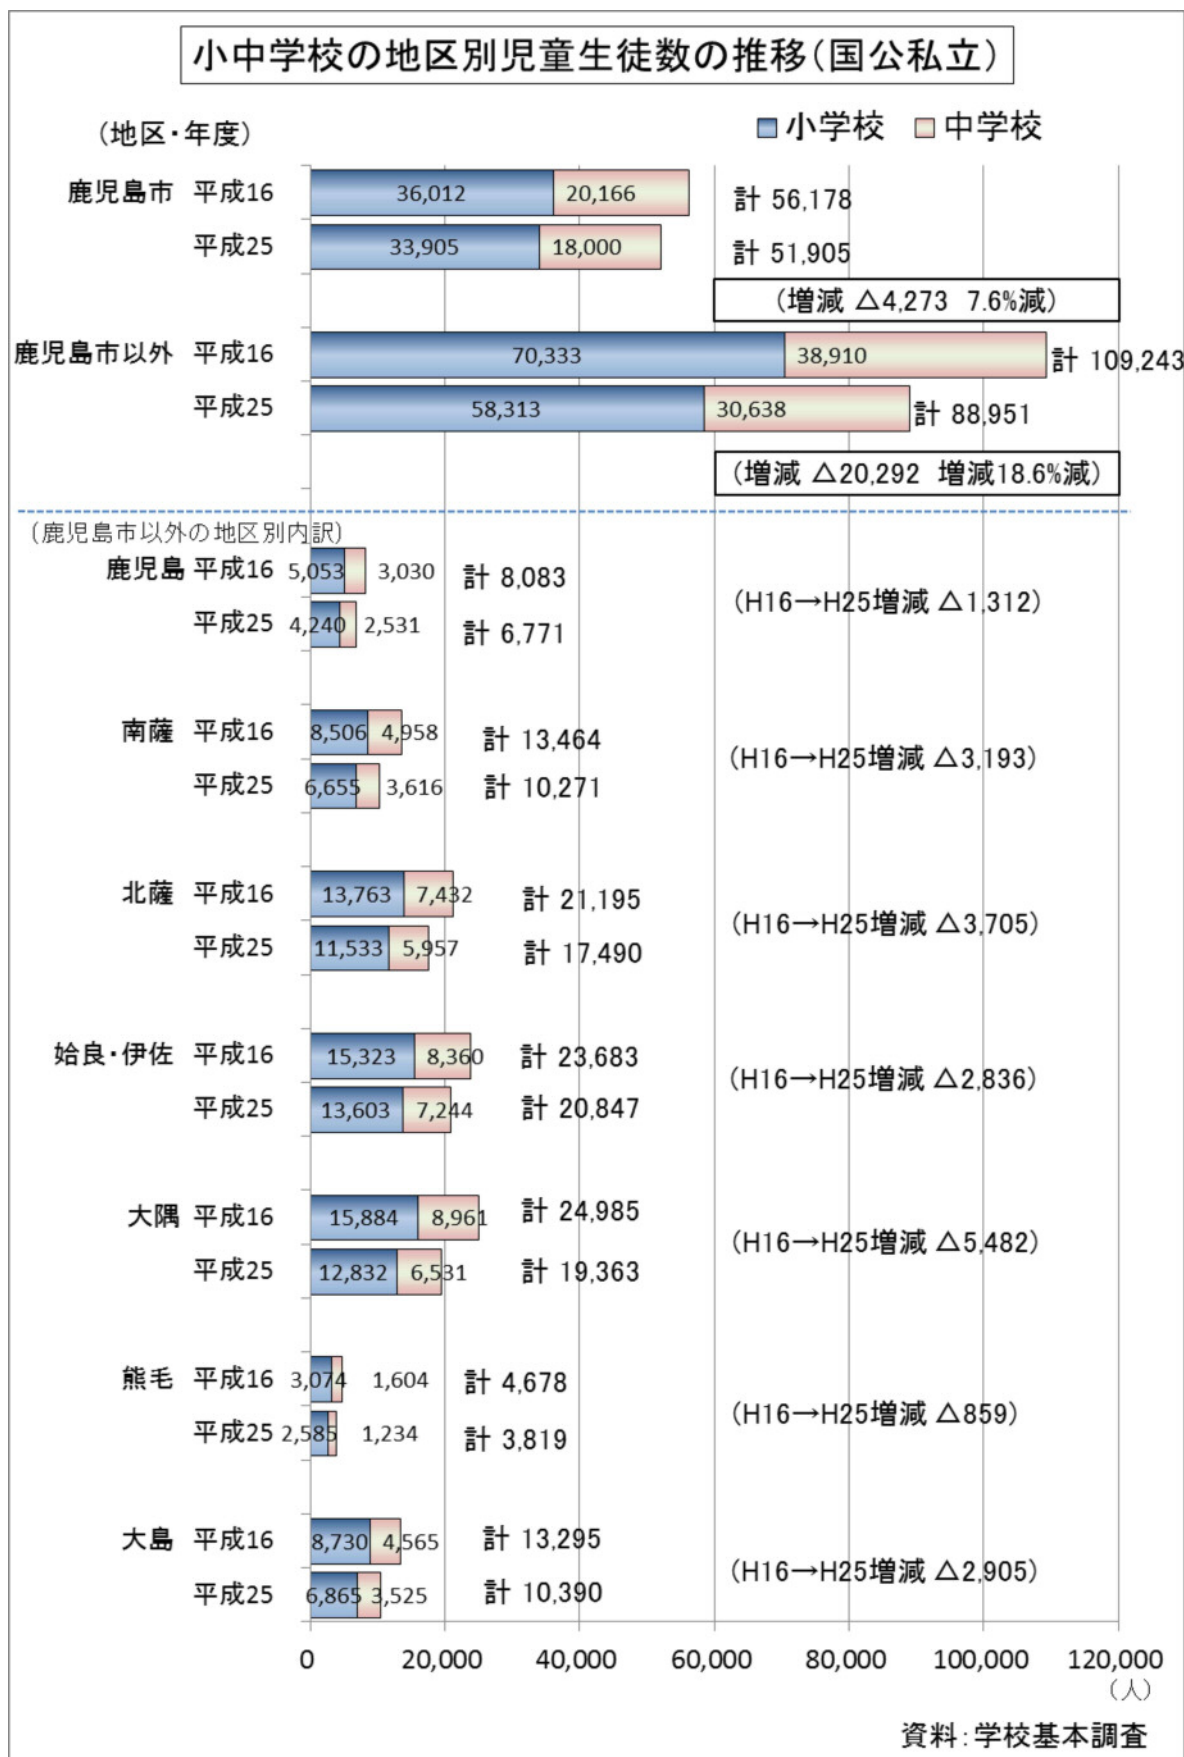 小中学校の地区別児童生徒数の推移(国公私立)
(地区・年度)
小学校 中学校
鹿児島市 平成16 36,012 20,166 計 56,178
平成25 33,905 18,000 計 51,905
(増減 △4,273 7.6%減)
鹿児島市以外 平成16 70,333 38,910 計 109,243
平成25 58,313 30,638 計 88,951
(増減 △20,292 増減18.6%減)
(鹿児島市以外の地区別内訳)
鹿児島 平成16 5,053 3,030 計 8,083
(H16→H25増減 △1,312)
平成25 4,240 2,531 計 6,771
南薩 平成16 8,506 4,958 計 13,464
(H16→H25増減 △3,193)
平成25 6,655 3,616 計 10,271
北薩 平成16 13,763 7,432 計 21,195
(H16→H25増減 △3,705)
平成25 11,533 5,957 計 17,490
姶良・伊佐 平成16 15,323 8,360 計 23,683
(H16→H25増減 △2,836)
平成25 13,603 7,244 計 20,847
大隅 平成16 15,884 8,961 計 24,985
(H16→H25増減 △5,482)
平成25 12,832 6,531 計 19,363
熊毛 平成16 3,074 1,604 計 4,678
(H16→H25増減 △859)
平成25 2,585 1,234 計 3,819
大島 平成16 8,730 4,565 計 13,295
(H16→H25増減 △2,905)
平成25 6,865 3,525 計 10,390
0 20,000 40,000 60,000 80,000 100,000 120,000
(人)
資料:学校基本調査